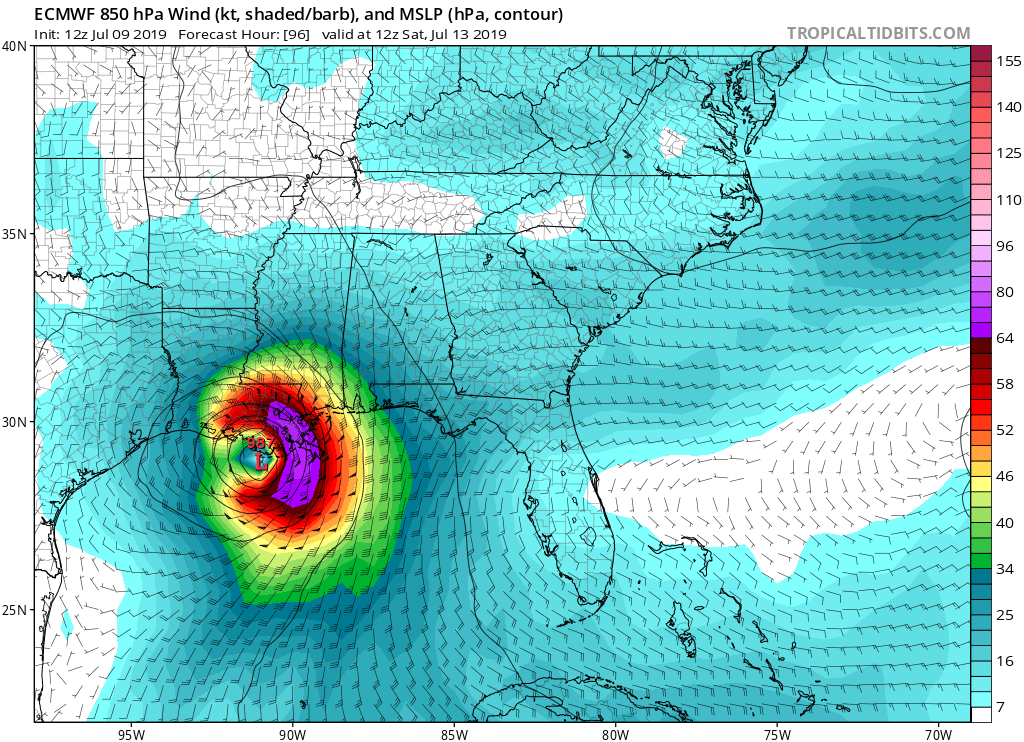 ECMWF 850 hPa Wind (kt, shaded/barb), and MSLP (hPa, contour)
Init: 12z Jul 09 2019 Forecast Hour: [96] valid at 12z Sat, Jul 13 2019
TROPICALTIDBITS.COM
40N
35N
30N
25N
95W
90W
85W
80W
75W
70W
L
155
140
125
110
96
80
64
58
52
46
40
34
25
16
7